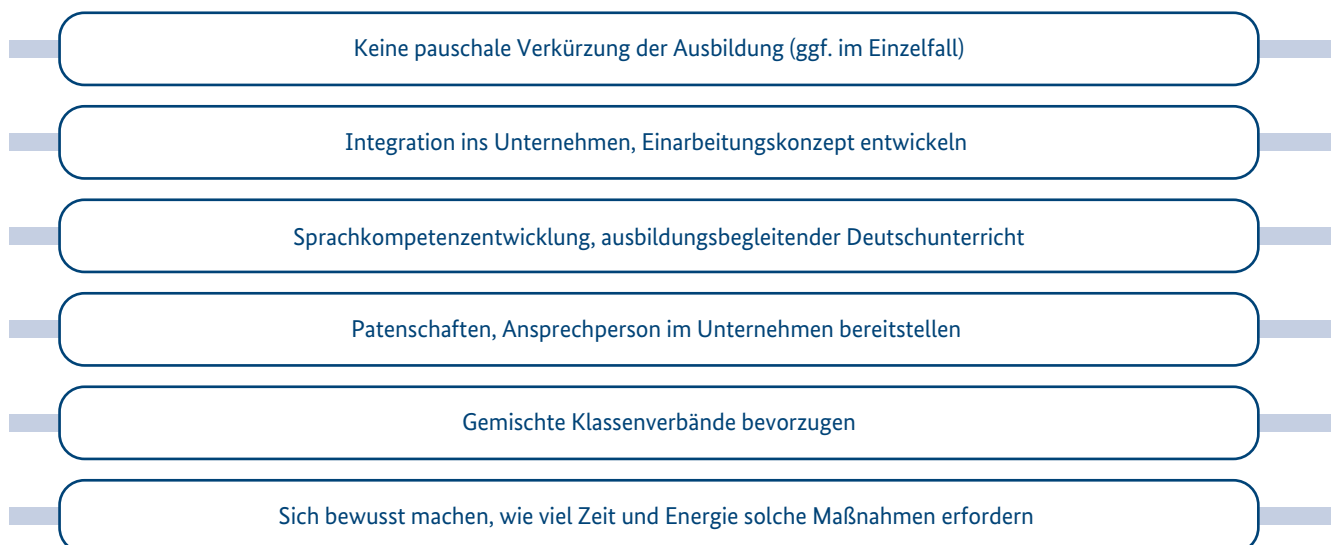 Keine pauschale Verkürzung der Ausbildung (ggf. im Einzelfall)
Integration ins Unternehmen, Einarbeitungskonzept entwickeln
Sprachkompetenzentwicklung, ausbildungsbegleitender Deutschunterricht
Patenschaften, Ansprechperson im Unternehmen bereitstellen
Gemischte Klassenverbände bevorzugen
Sich bewusst machen, wie viel Zeit und Energie solche Maßnahmen erfordern